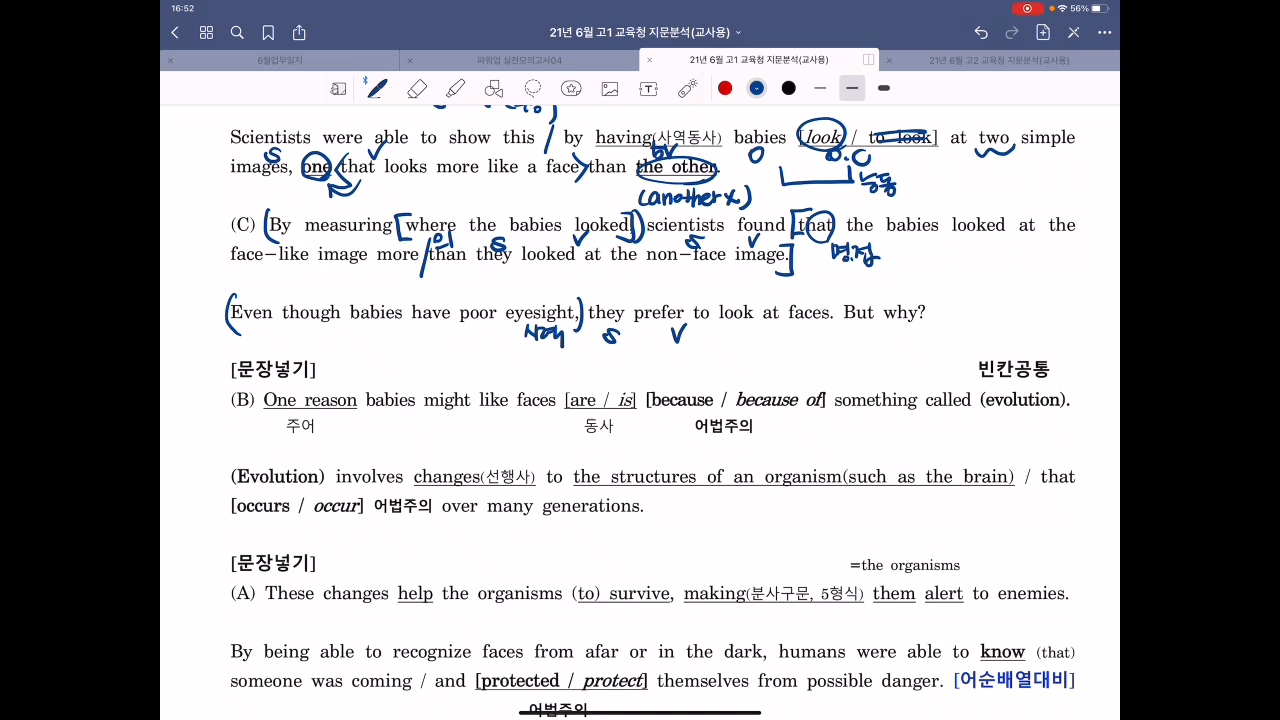 16:52
56%
21년 6월 고1 교육청 지문분석(교사용)
6월업무일지
파워업 실전모의고사04
21년 6월 고1 교육청 지문분석(교사용)
21년 6월 고1 교육청 지문분석(교사용)
Scientists were able to show this / by having(사역동사) babies [look / to look] at two simple
S V 5V O O.C
images, one that looks more like a face than the other.
(another X) 능동
(C) By measuring [where the babies looked] scientists found [that the babies looked at the
의 S V S V 명.접
face-like image more than they looked at the non-face image.]
(Even though babies have poor eyesight,) they prefer to look at faces. But why?
시력 S V
[문장넣기] 빈칸공통
(B) One reason babies might like faces [are / is] [because / because of] something called (evolution).
주어 동사 어법주의
(Evolution) involves changes(선행사) to the structures of an organism(such as the brain) / that
[occurs / occur] 어법주의 over many generations.
[문장넣기] =the organisms
(A) These changes help the organisms (to) survive, making(분사구문, 5형식) them alert to enemies.
By being able to recognize faces from afar or in the dark, humans were able to know (that)
someone was coming / and [protected / protect] themselves from possible danger. [어순배열대비]
어법주의